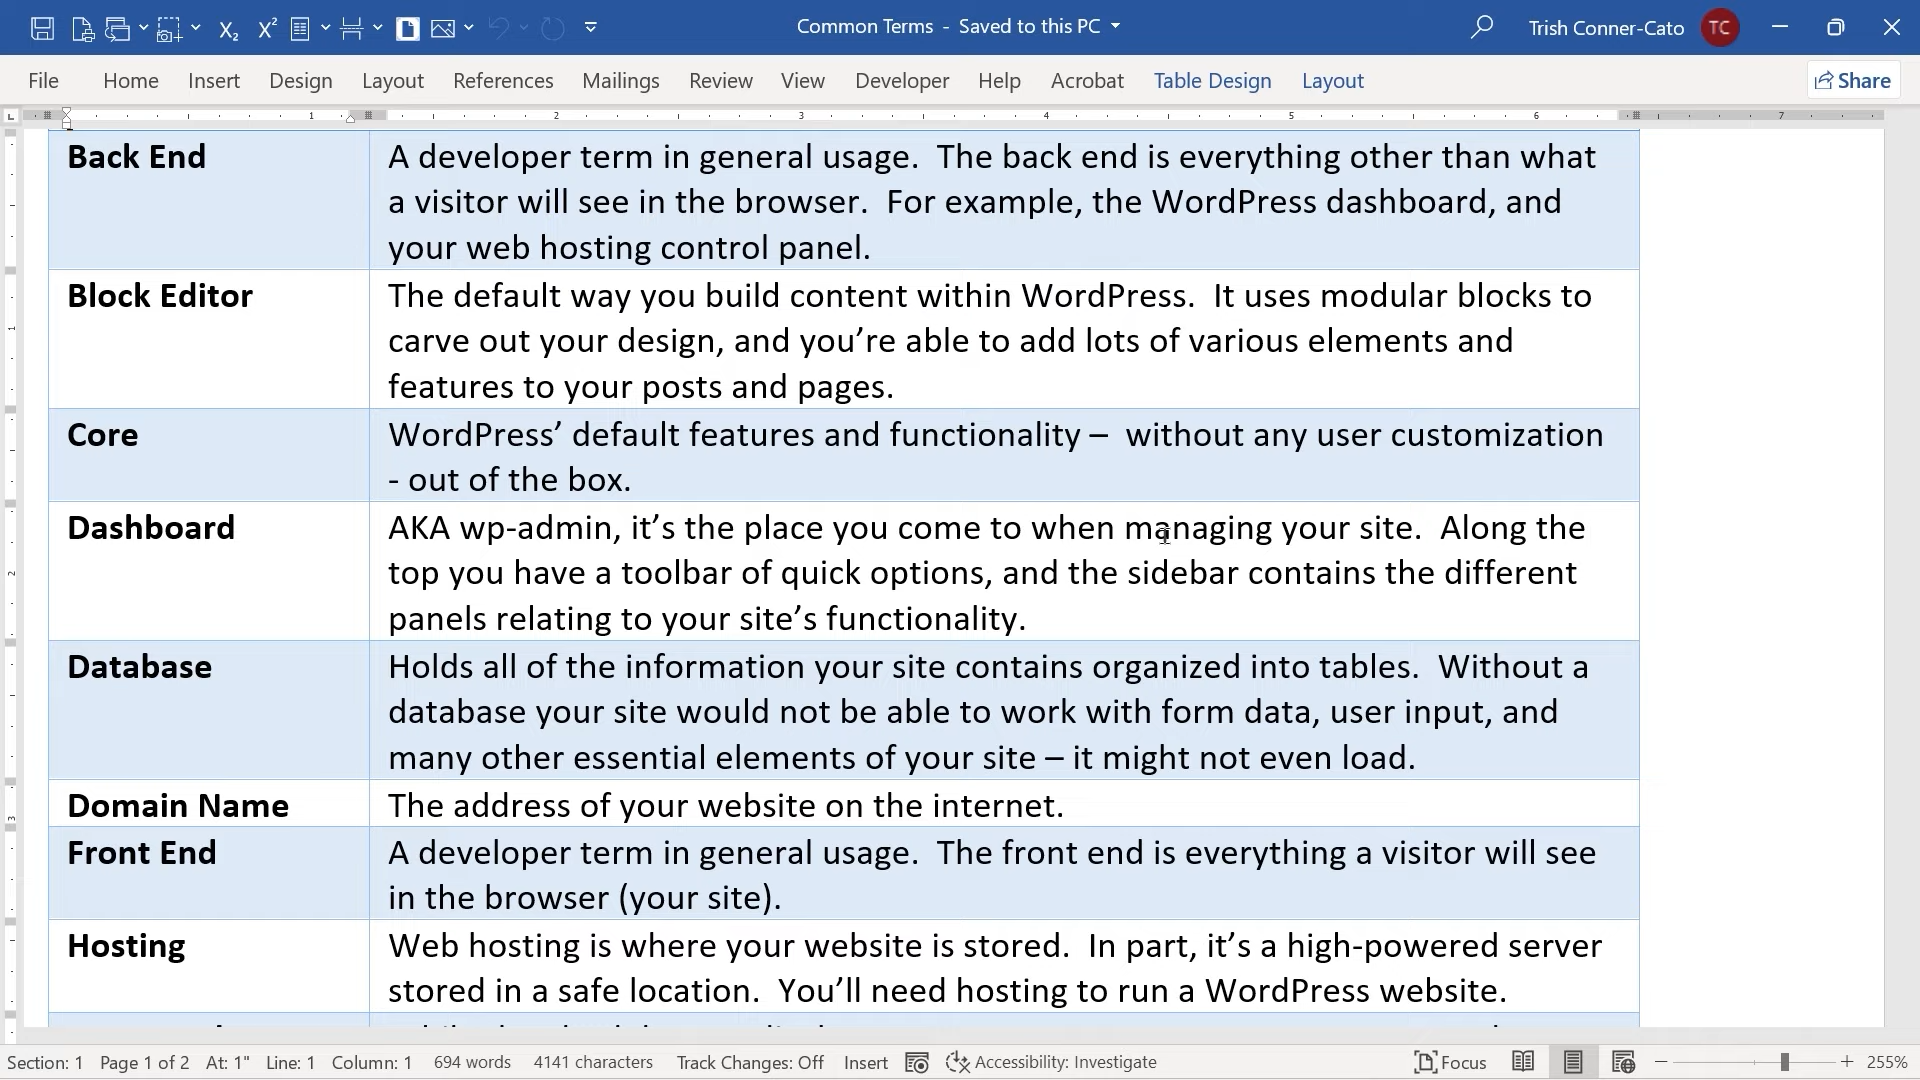 Common Terms - Saved to this PC
Trish Conner-Cato TC
File Home Insert Design Layout References Mailings Review View Developer Help Acrobat Table Design Layout Share
1 2 3 4 5 6 7
Back End
A developer term in general usage.  The back end is everything other than what
a visitor will see in the browser.  For example, the WordPress dashboard, and
your web hosting control panel.
Block Editor
The default way you build content within WordPress.  It uses modular blocks to
carve out your design, and you’re able to add lots of various elements and
features to your posts and pages.
Core
WordPress’ default features and functionality –  without any user customization
- out of the box.
Dashboard
AKA wp-admin, it’s the place you come to when managing your site.  Along the
top you have a toolbar of quick options, and the sidebar contains the different
panels relating to your site’s functionality.
Database
Holds all of the information your site contains organized into tables.  Without a
database your site would not be able to work with form data, user input, and
many other essential elements of your site – it might not even load.
Domain Name
The address of your website on the internet.
Front End
A developer term in general usage.  The front end is everything a visitor will see
in the browser (your site).
Hosting
Web hosting is where your website is stored.  In part, it’s a high-powered server
stored in a safe location.  You’ll need hosting to run a WordPress website.
Section: 1 Page 1 of 2 At: 1" Line: 1 Column: 1 694 words 4141 characters Track Changes: Off Insert Accessibility: Investigate Focus 255%